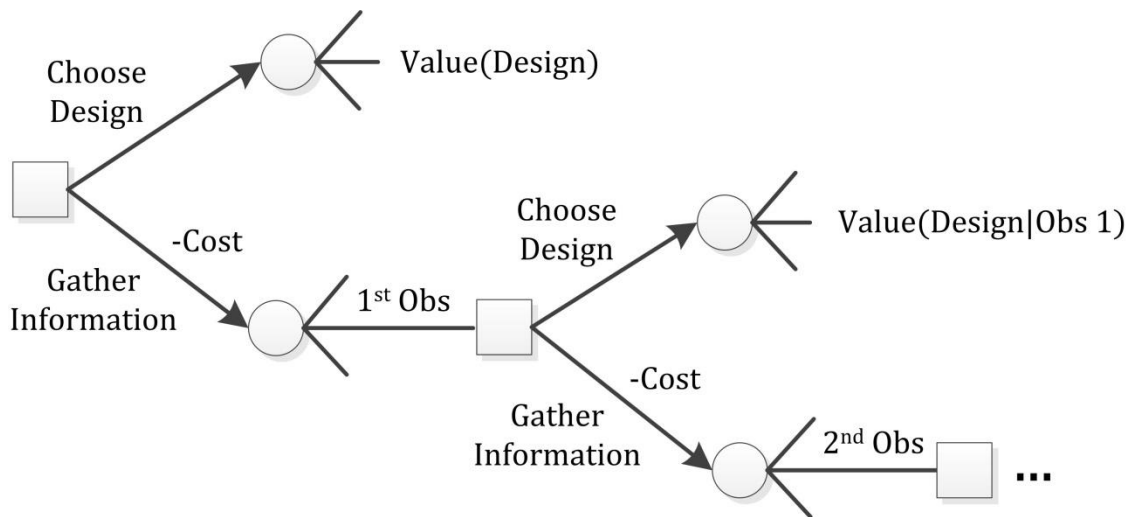 Choose
Design
Value(Design)
-Cost
Gather
Information
1st Obs
Choose
Design
Value(Design|Obs 1)
-Cost
Gather
Information
2nd Obs
...